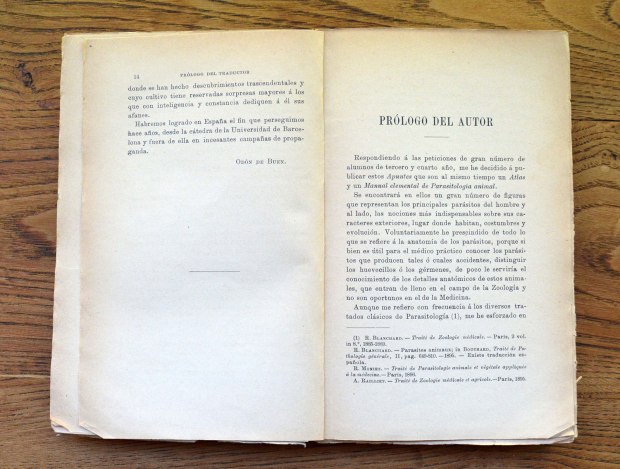 14 PRÓLOGO DEL TRADUCTOR
donde es han hecho descubrimientos trascendentales y
cuyo cultivo tiene reservadas sorpresas mayores á los
que con inteligencia y constancia dediquen á él sus
afanes.
Habremos logrado en España el fin que perseguimos
hace años, desde la cátedra de la Universidad de Barce-
lona y fuera de ella en incesantes campañas de propa-
ganda.
Odón de Buen.
PRÓLOGO DEL AUTOR
Respondiendo á las peticiones de gran número de
alumnos de tercero y cuarto año, me he decidido á
publicar estos Apuntes que son al mismo tiempo un Atlas
y un Manual elemental de Parasitología animal.
Se encontrará en ellos un gran número de figuras
que representan los principales parásitos del hombre y
al lado, las nociones más indispensables sobre sus ca-
racteres exteriores, lugar donde habitan, costumbres y
evolución. Voluntariamente he prescindido de todo lo
que se refiere á la anatomía de los parásitos, porque si
bien es útil para el médico práctico conocer los parási-
tos que producen tales ó cuales accidentes, distinguir
los huevecillos ó los gérmenes, de poco le serviría el
conocimiento de los detalles anatómicos de estos anima-
les, que entran de lleno en el campo de la Zoología y
no son oportunos en el de la Medicina.
Aunque me refiero con frecuencia á los diversos tra-
tados clásicos de Parasitología (1), me he esforzado en
(1) R. Blanchard. — Traité de Zoologie médicale. — Paris, 2 vol.
in 8.º, 1885-
R. Blanchard. — Parasites animaux; in Bouchard, Traité de Pa-
thologie générale, II, pag. — 1895. — Existe traducción es-
pañola.
R. Moniez. — Traité de Parasitologie animale et végétale appliquée
à la médecine. — Paris, 1896.
A. Railliet. — Traité de Zoologie médicale et agricole. — Paris, 1895.